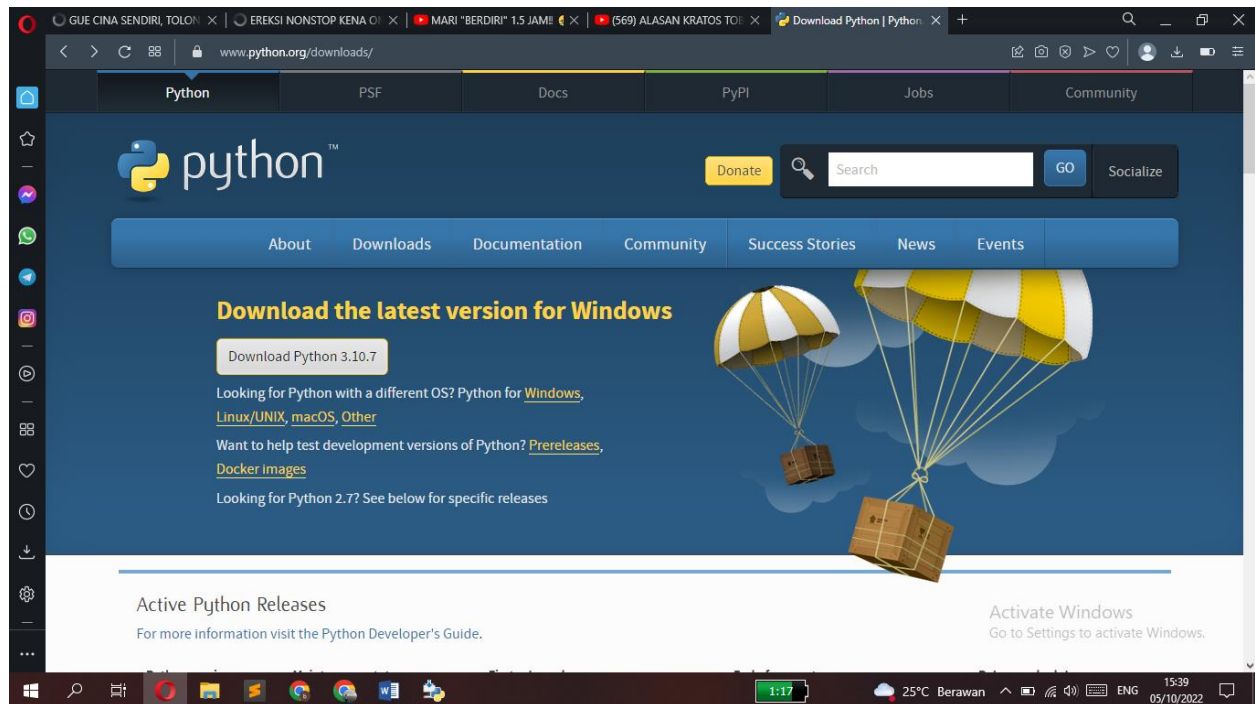 GUE CINA SENDIRI, TOLON
EREKSI NONSTOP KENA O
MARI "BERDIRI" 1.5 JAM!!
(569) ALASAN KRATOS TOB
Download Python | Python.
www.python.org/downloads/
Python PSF Docs PyPI Jobs Community
python™
Donate Search GO Socialize
About Downloads Documentation Community Success Stories News Events
Download the latest version for Windows
Download Python 3.10.7
Looking for Python with a different OS? Python for Windows,
Linux/UNIX, macOS, Other
Want to help test development versions of Python? Prereleases,
Docker images
Looking for Python 2.7? See below for specific releases
Active Python Releases
For more information visit the Python Developer's Guide.
Activate Windows
Go to Settings to activate Windows.
1:17
25°C Berawan
ENG
15:39
05/10/2022